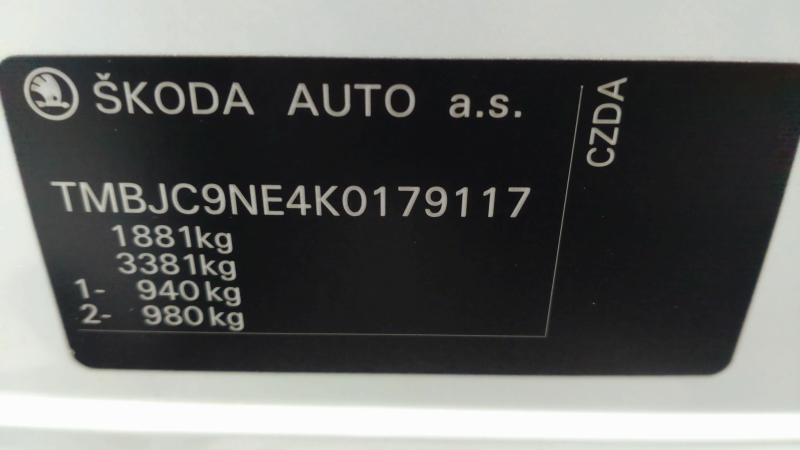 ŠKODA AUTO a.s.
TMBJC9NE4K0179117
1881kg
3381kg
1- 940kg
2- 980kg
CZDA